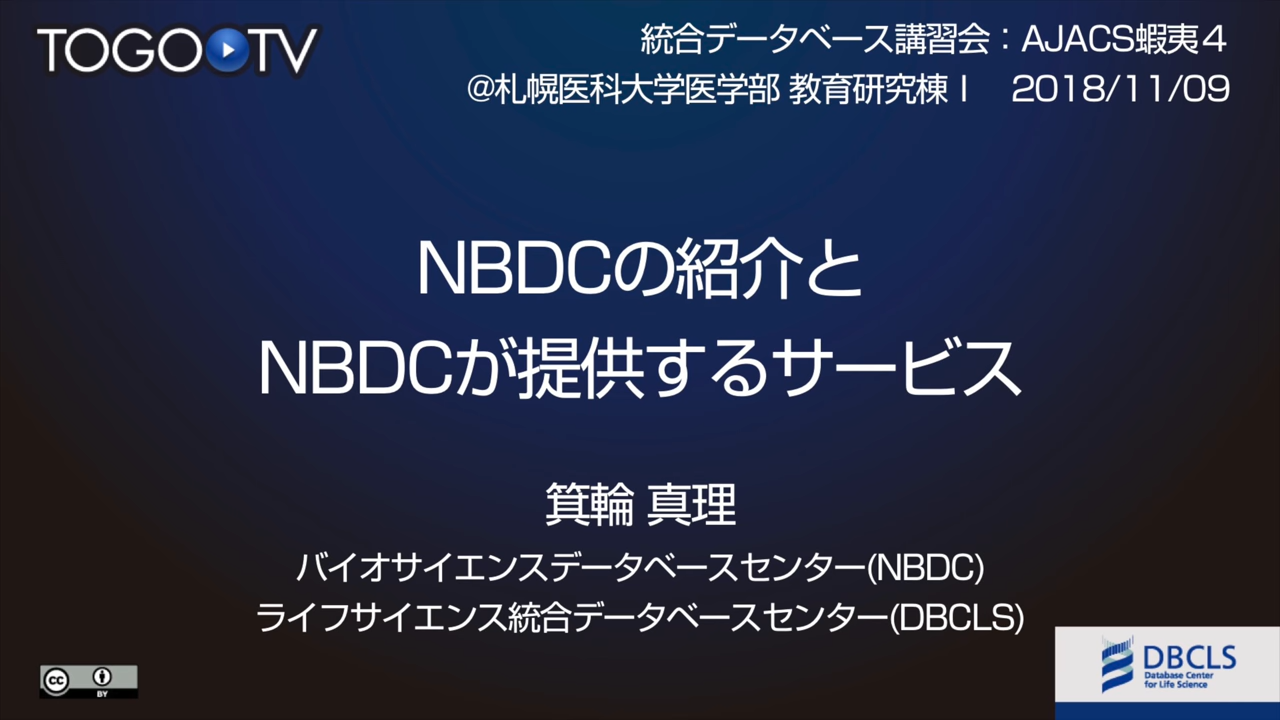 TOGO TV
統合データベース講習会：AJACS蝦夷４
@札幌医科大学医学部 教育研究棟Ⅰ 2018/11/09
NBDCの紹介と
NBDCが提供するサービス
箕輪 真理
バイオサイエンスデータベースセンター(NBDC)
ライフサイエンス統合データベースセンター(DBCLS)
cc
BY
DBCLS
Database Center
for Life Science